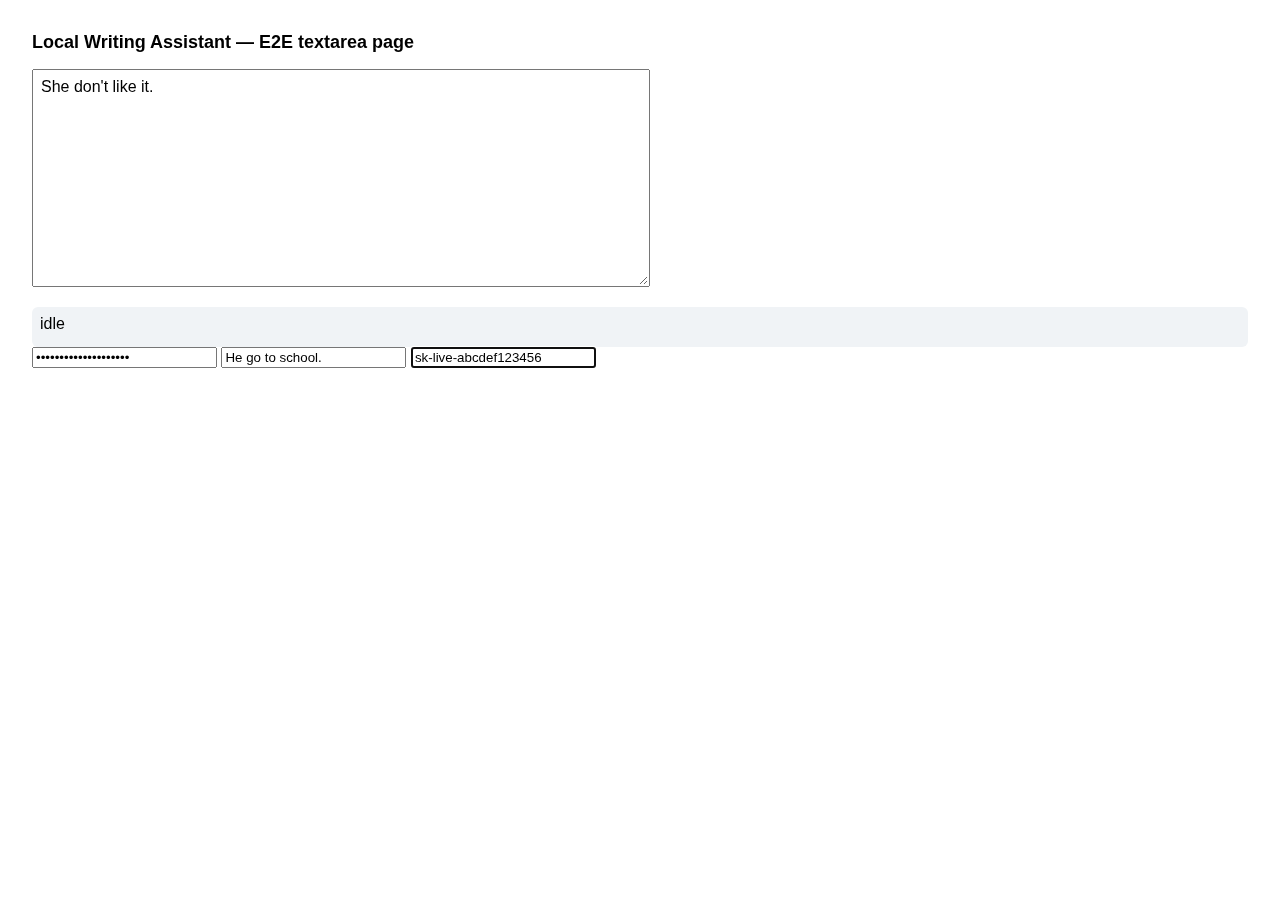 Local Writing Assistant — E2E textarea page
She don't like it.
idle
•••••••••••••••••••• He go to school. sk-live-abcdef123456